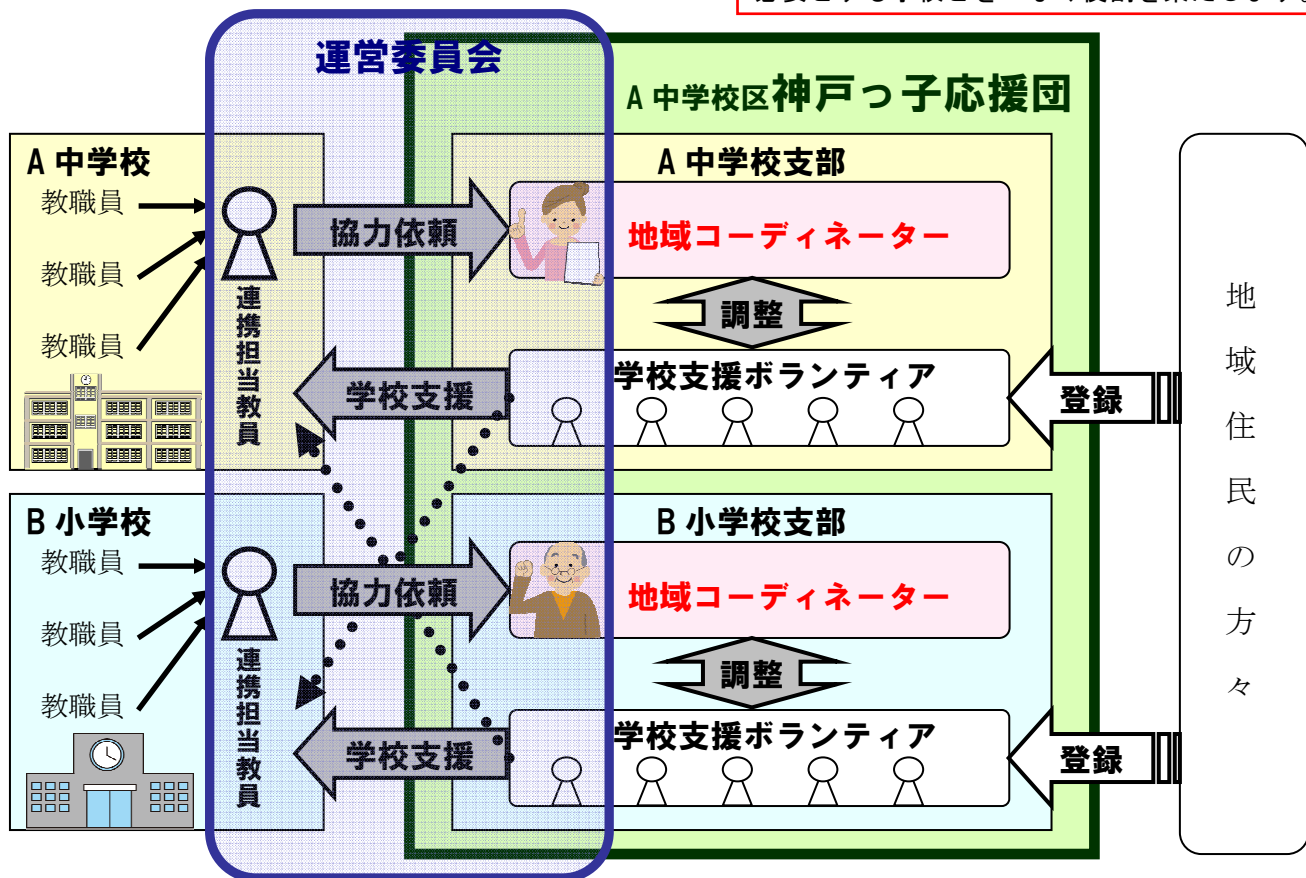 運営委員会
A 中学校区神戸っ子応援団
A 中学校
教職員
教職員
教職員
連携担当教員
協力依頼
学校支援
A 中学校支部
地域コーディネーター
調整
学校支援ボランティア
登録
B 小学校
教職員
教職員
教職員
連携担当教員
協力依頼
学校支援
B 小学校支部
地域コーディネーター
調整
学校支援ボランティア
登録
地域住民の方々